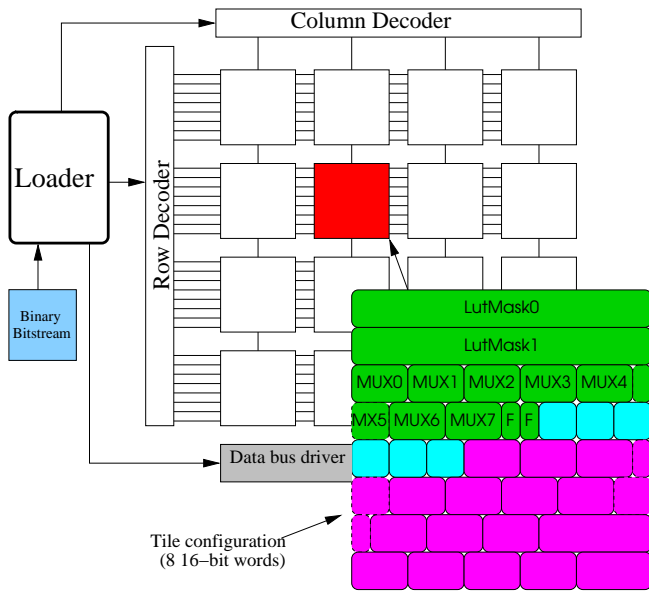 Column Decoder
Loader
Row Decoder
Binary
Bitstream
LutMask0
LutMask1
MUX0 MUX1 MUX2 MUX3 MUX4
MX5 MUX6 MUX7 F F
Data bus driver
Tile configuration
(8 16−bit words)